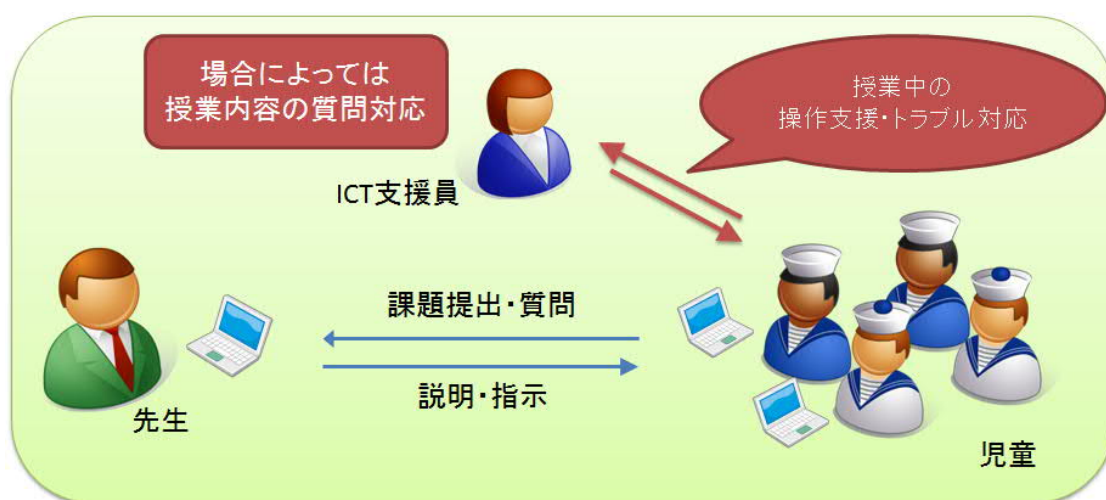 場合によっては
授業内容の質問対応
授業中の
操作支援・トラブル対応
ICT支援員
課題提出・質問
説明・指示
先生
児童